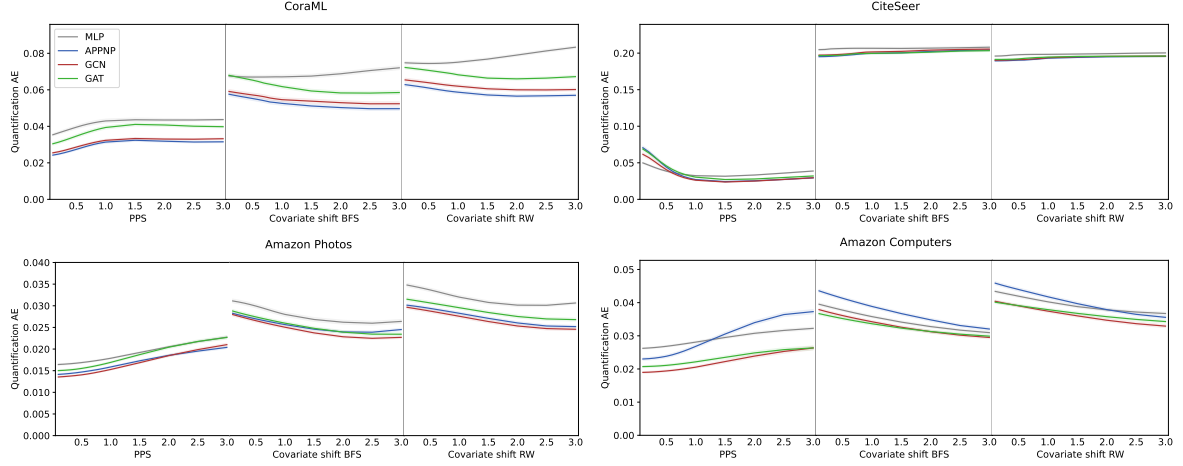 CoraML
Quantification AE
0.08
0.06
0.04
0.02
0.00
MLP
APPNP
GCN
GAT
0.5 1.0 1.5 2.0 2.5 3.0 0.5 1.0 1.5 2.0 2.5 3.0 0.5 1.0 1.5 2.0 2.5 3.0
PPS Covariate shift BFS Covariate shift RW
CiteSeer
Quantification AE
0.20
0.15
0.10
0.05
0.00
0.5 1.0 1.5 2.0 2.5 3.0 0.5 1.0 1.5 2.0 2.5 3.0 0.5 1.0 1.5 2.0 2.5 3.0
PPS Covariate shift BFS Covariate shift RW
Amazon Photos
Quantification AE
0.040
0.035
0.030
0.025
0.020
0.015
0.010
0.005
0.000
0.5 1.0 1.5 2.0 2.5 3.0 0.5 1.0 1.5 2.0 2.5 3.0 0.5 1.0 1.5 2.0 2.5 3.0
PPS Covariate shift BFS Covariate shift RW
Amazon Computers
Quantification AE
0.05
0.04
0.03
0.02
0.01
0.00
0.5 1.0 1.5 2.0 2.5 3.0 0.5 1.0 1.5 2.0 2.5 3.0 0.5 1.0 1.5 2.0 2.5 3.0
PPS Covariate shift BFS Covariate shift RW